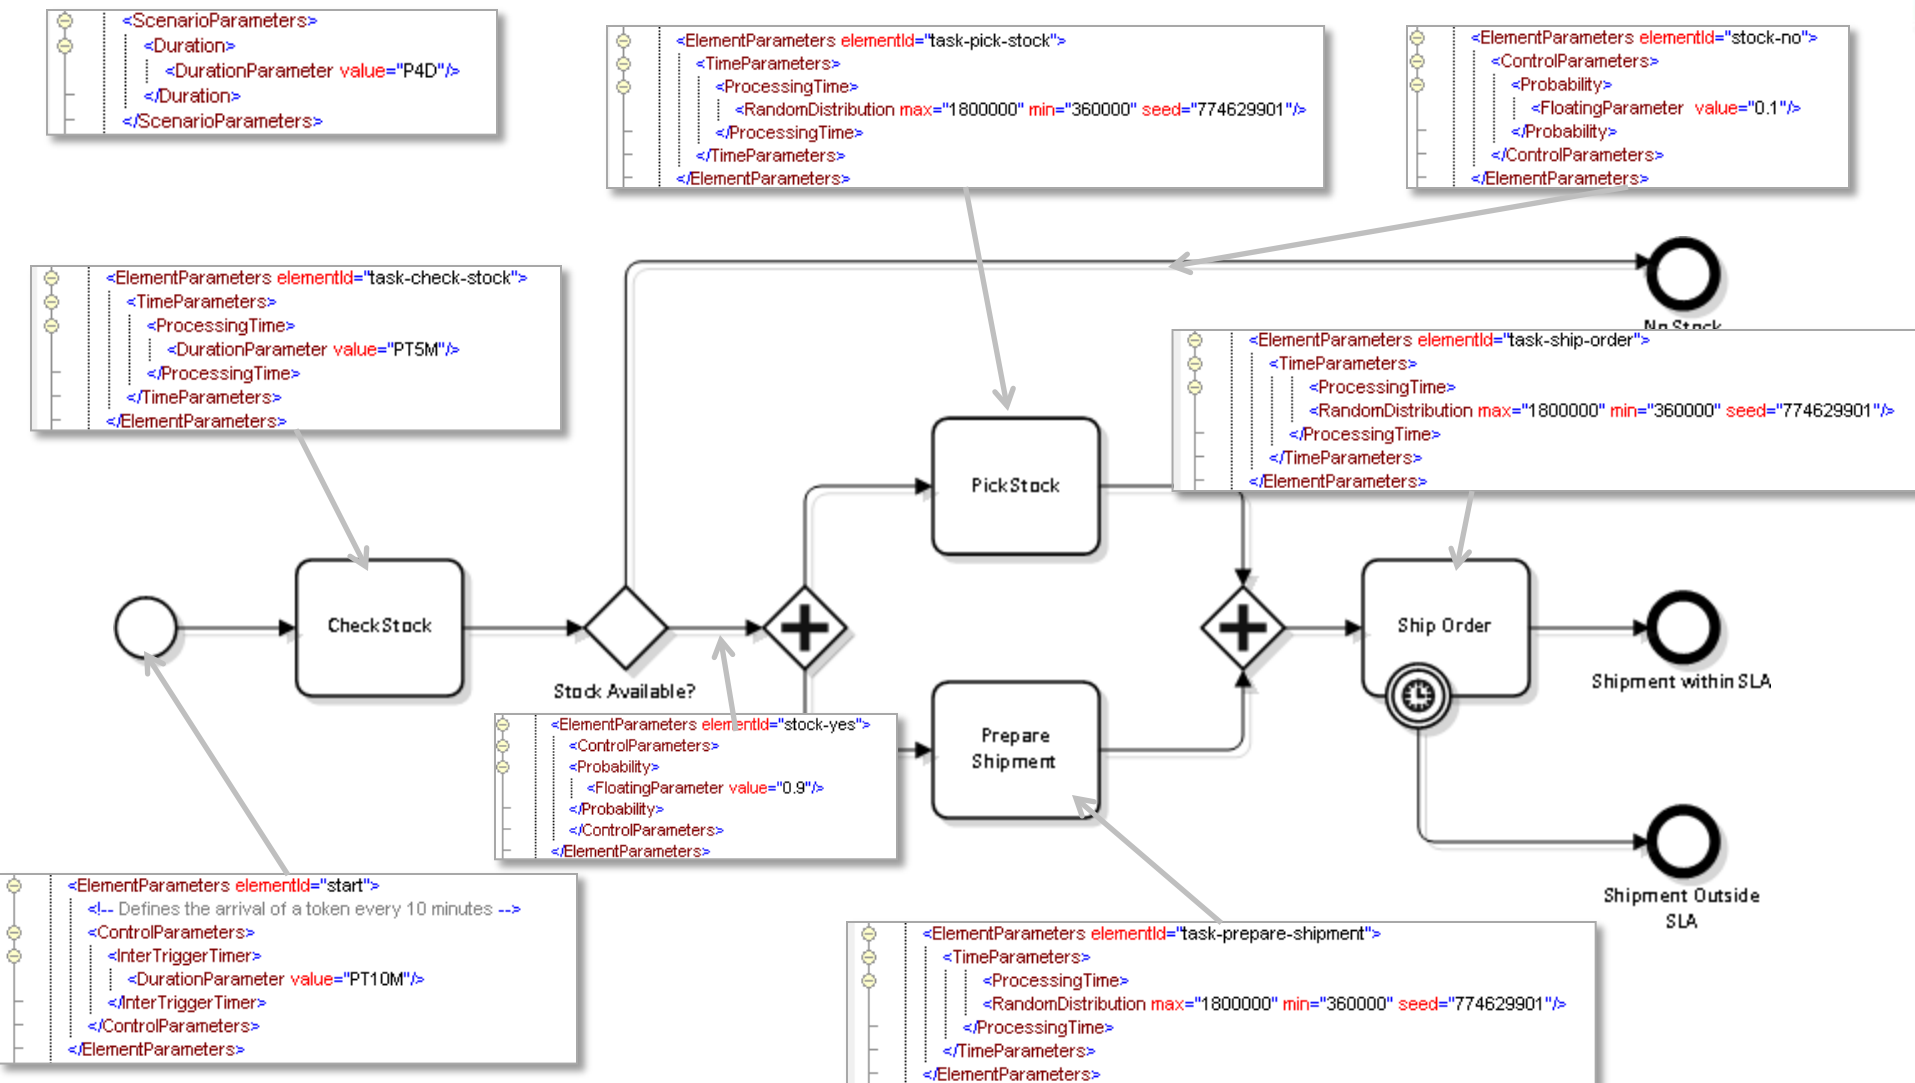 <ScenarioParameters>
<Duration>
<DurationParameter value="P4D"/>
</Duration>
</ScenarioParameters>
<ElementParameters elementId="task-pick-stock">
<TimeParameters>
<ProcessingTime>
<RandomDistribution max="1800000" min="360000" seed="774629901"/>
</ProcessingTime>
</TimeParameters>
</ElementParameters>
<ElementParameters elementId="stock-no">
<ControlParameters>
<Probability>
<FloatingParameter value="0.1"/>
</Probability>
</ControlParameters>
</ElementParameters>
<ElementParameters elementId="task-check-stock">
<TimeParameters>
<ProcessingTime>
<DurationParameter value="PT5M"/>
</ProcessingTime>
</TimeParameters>
</ElementParameters>
No Stock
<ElementParameters elementId="task-ship-order">
<TimeParameters>
<ProcessingTime>
<RandomDistribution max="1800000" min="360000" seed="774629901"/>
</ProcessingTime>
</TimeParameters>
</ElementParameters>
PickStock
CheckStock
Stock Available?
Ship Order
Shipment within SLA
<ElementParameters elementId="stock-yes">
<ControlParameters>
<Probability>
<FloatingParameter value="0.9"/>
</Probability>
</ControlParameters>
</ElementParameters>
Prepare
Shipment
Shipment Outside
SLA
<ElementParameters elementId="start">
<!-- Defines the arrival of a token every 10 minutes -->
<ControlParameters>
<InterTriggerTimer>
<DurationParameter value="PT10M"/>
</InterTriggerTimer>
</ControlParameters>
</ElementParameters>
<ElementParameters elementId="task-prepare-shipment">
<TimeParameters>
<ProcessingTime>
<RandomDistribution max="1800000" min="360000" seed="774629901"/>
</ProcessingTime>
</TimeParameters>
</ElementParameters>